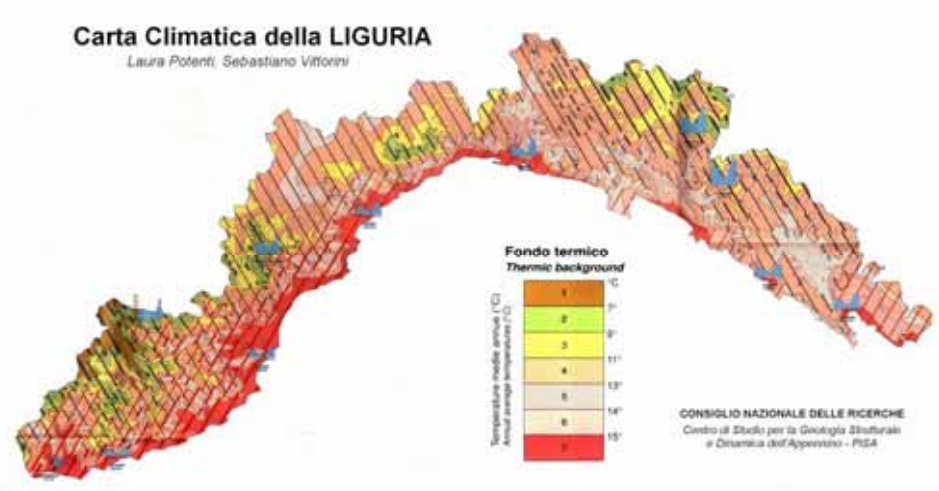 Carta Climatica della LIGURIA
Laura Potenti, Sebastiano Vittorini
Fondo termico
Thermic background
Temperature medie annue (°C)
Annual average temperatures (°C)
°C
1
7°
2
9°
3
11°
4
13°
5
14°
6
15°
7
CONSIGLIO NAZIONALE DELLE RICERCHE
Centro di Studio per la Geologia Strutturale
e Dinamica dell'Appennino - PISA